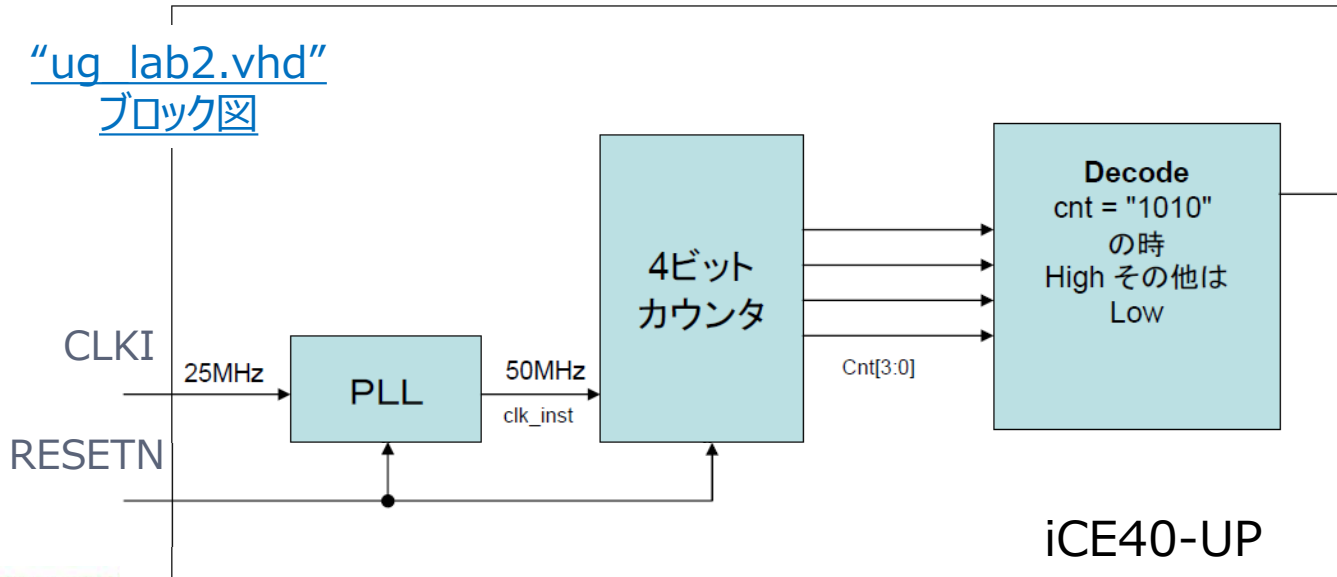 “ug_lab2.vhd”
ブロック図
CLKI
RESETN
25MHz
PLL
50MHz
clk_inst
4ビット
カウンタ
Cnt[3:0]
Decode
cnt = "1010"
の時
High その他は
Low
iCE40-UP